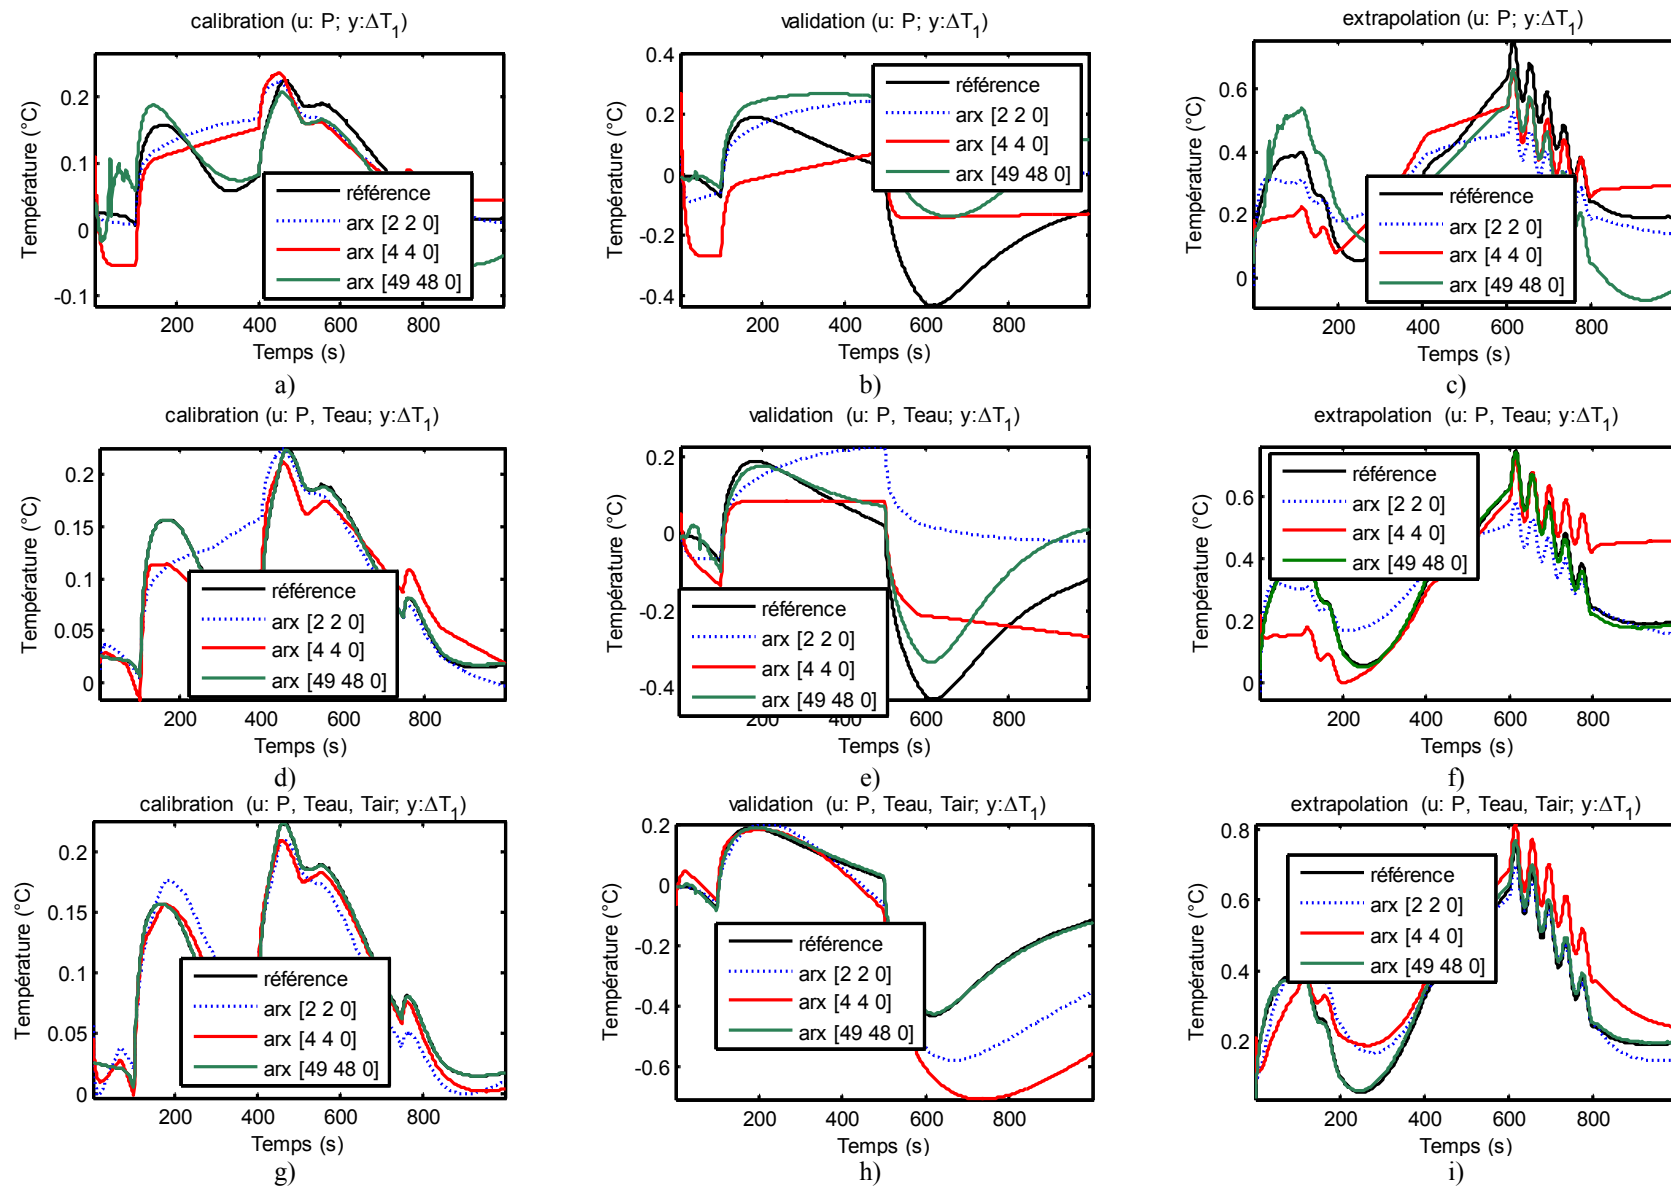 calibration (u: P; y:ΔT1)
Température (°C)
0.2
0.1
0
-0.1
référence
arx [2 2 0]
arx [4 4 0]
arx [49 48 0]
200 400 600 800
Temps (s)
a)
validation (u: P; y:ΔT1)
Température (°C)
0.4
0.2
0
-0.2
-0.4
référence
arx [2 2 0]
arx [4 4 0]
arx [49 48 0]
200 400 600 800
Temps (s)
b)
extrapolation (u: P; y:ΔT1)
Température (°C)
0.6
0.4
0.2
0
référence
arx [2 2 0]
arx [4 4 0]
arx [49 48 0]
200 400 600 800
Temps (s)
c)
calibration (u: P, Teau; y:ΔT1)
Température (°C)
0.2
0.15
0.1
0.05
0
référence
arx [2 2 0]
arx [4 4 0]
arx [49 48 0]
200 400 600 800
Temps (s)
d)
validation (u: P, Teau; y:ΔT1)
Température (°C)
0.2
0
-0.2
-0.4
référence
arx [2 2 0]
arx [4 4 0]
arx [49 48 0]
200 400 600 800
Temps (s)
e)
extrapolation (u: P, Teau; y:ΔT1)
Température (°C)
0.6
0.4
0.2
0
référence
arx [2 2 0]
arx [4 4 0]
arx [49 48 0]
200 400 600 800
Temps (s)
f)
calibration (u: P, Teau, Tair; y:ΔT1)
Température (°C)
0.2
0.15
0.1
0.05
0
référence
arx [2 2 0]
arx [4 4 0]
arx [49 48 0]
200 400 600 800
Temps (s)
g)
validation (u: P, Teau, Tair; y:ΔT1)
Température (°C)
0.2
0
-0.2
-0.4
-0.6
référence
arx [2 2 0]
arx [4 4 0]
arx [49 48 0]
200 400 600 800
Temps (s)
h)
extrapolation (u: P, Teau, Tair; y:ΔT1)
Température (°C)
0.8
0.6
0.4
0.2
référence
arx [2 2 0]
arx [4 4 0]
arx [49 48 0]
200 400 600 800
Temps (s)
i)